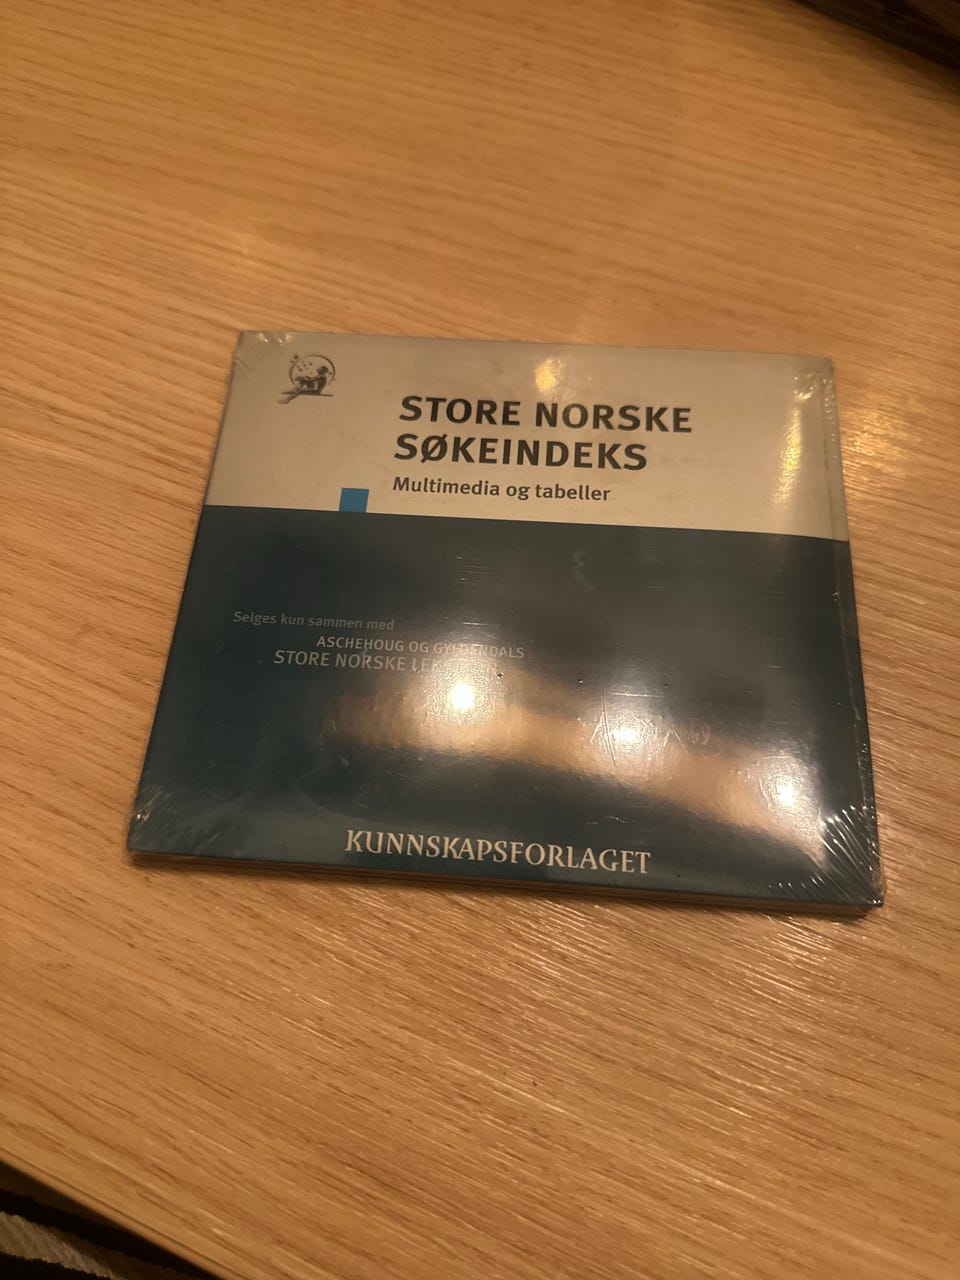 STORE NORSKE
SØKEINDEKS
Multimedia og tabeller
Selges kun sammen med
ASCHEHOUG OG GYLDENDALS
STORE NORSKE
KUNNSKAPSFORLAGET